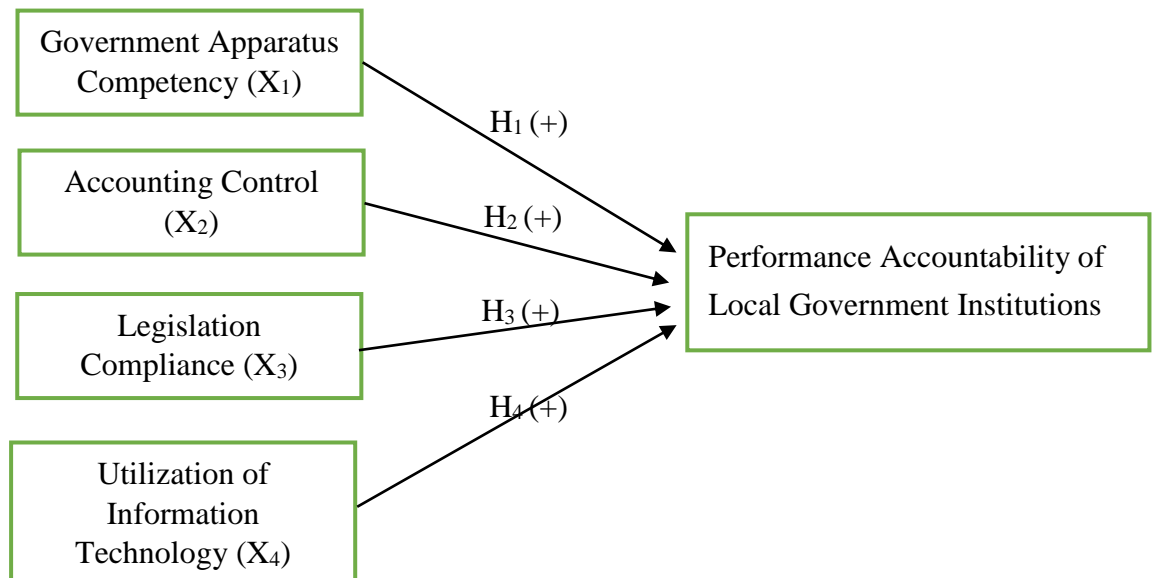 Government Apparatus
Competency (X₁)
H₁ (+)
Accounting Control
(X₂)
H₂ (+)
Performance Accountability of
Local Government Institutions
Legislation
Compliance (X₃)
H₃ (+)
H₄ (+)
Utilization of
Information
Technology (X₄)